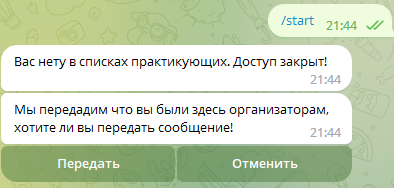 /start 21:44
Вас нету в списках практикующих. Доступ закрыт!
21:44
Мы передадим что вы были здесь организаторам,
хотите ли вы передать сообщение!
21:44
Передать
Отменить